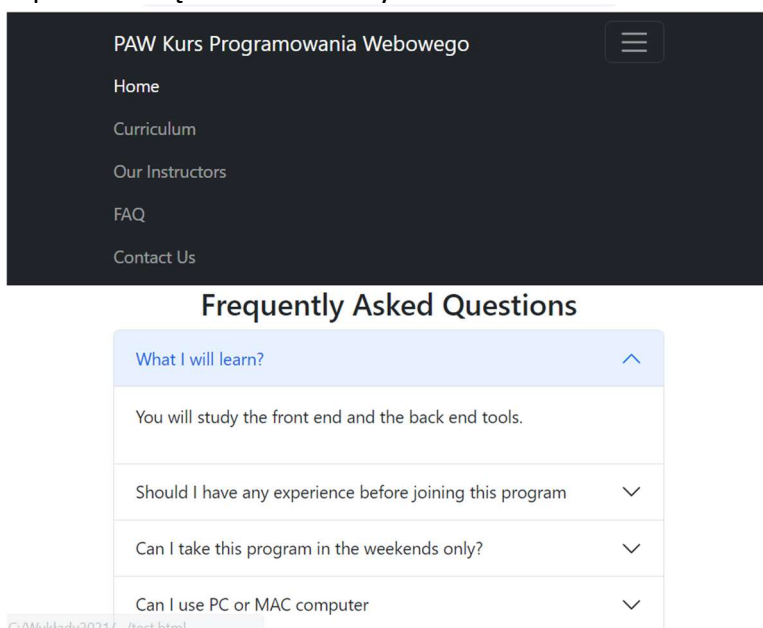 PAW Kurs Programowania Webowego
Home
Curriculum
Our Instructors
FAQ
Contact Us
Frequently Asked Questions
What I will learn?
You will study the front end and the back end tools.
Should I have any experience before joining this program
Can I take this program in the weekends only?
Can I use PC or MAC computer